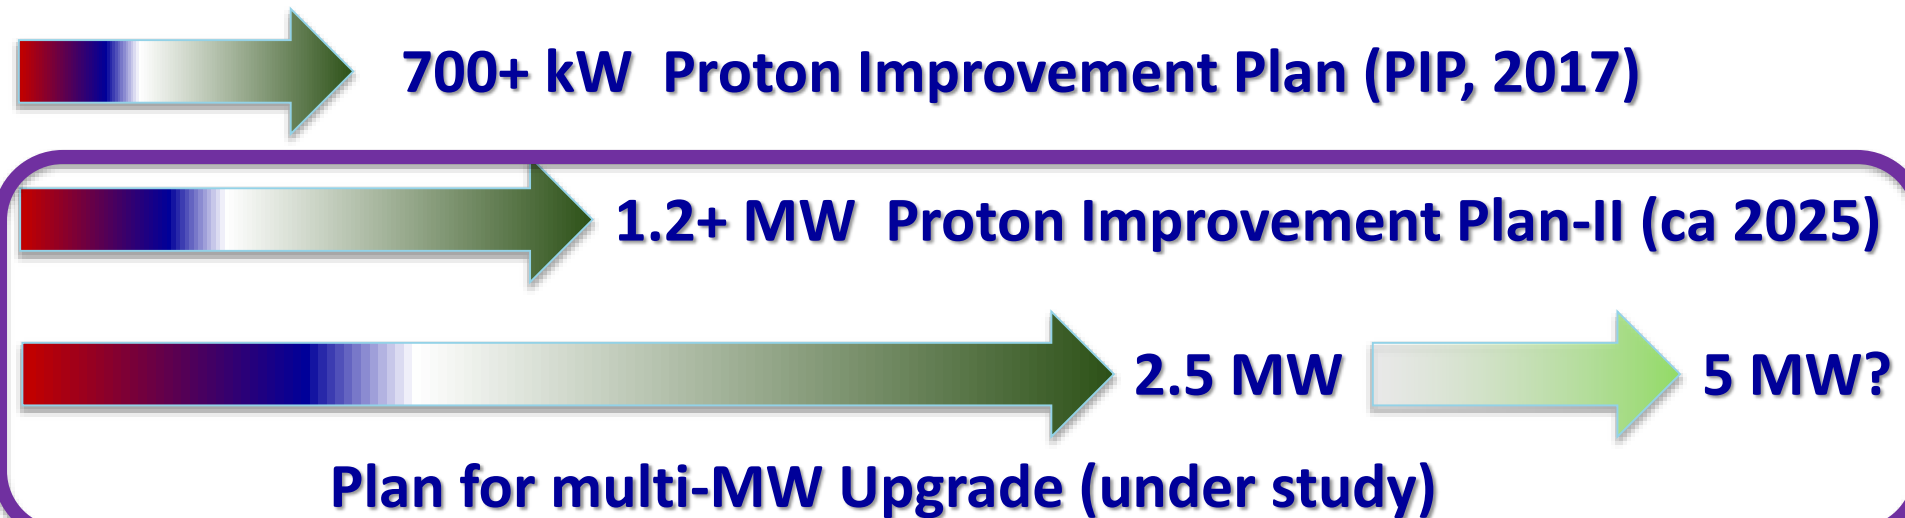 700+ kW Proton Improvement Plan (PIP, 2017)
1.2+ MW Proton Improvement Plan-II (ca 2025)
2.5 MW 5 MW?
Plan for multi-MW Upgrade (under study)